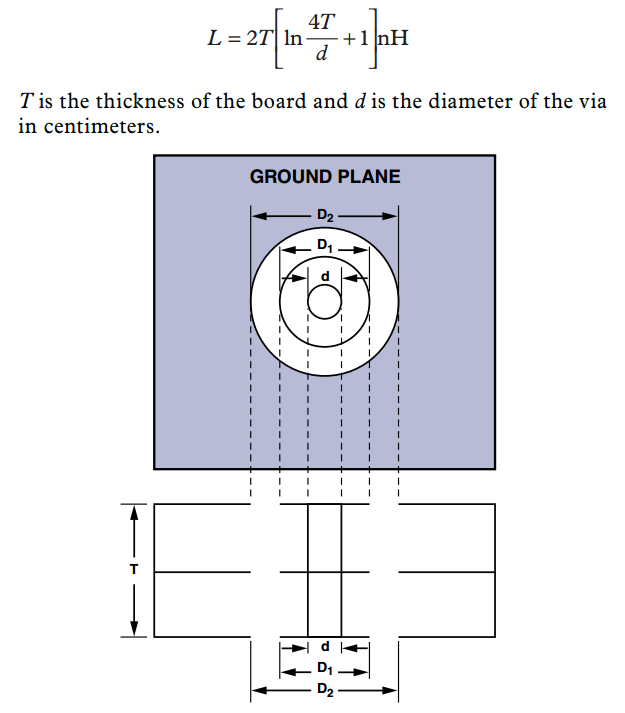 L = 2T[ln 4T/d + 1]nH
T is the thickness of the board and d is the diameter of the via
in centimeters.
GROUND PLANE
D₂
D₁
d
T
d
D₁
D₂